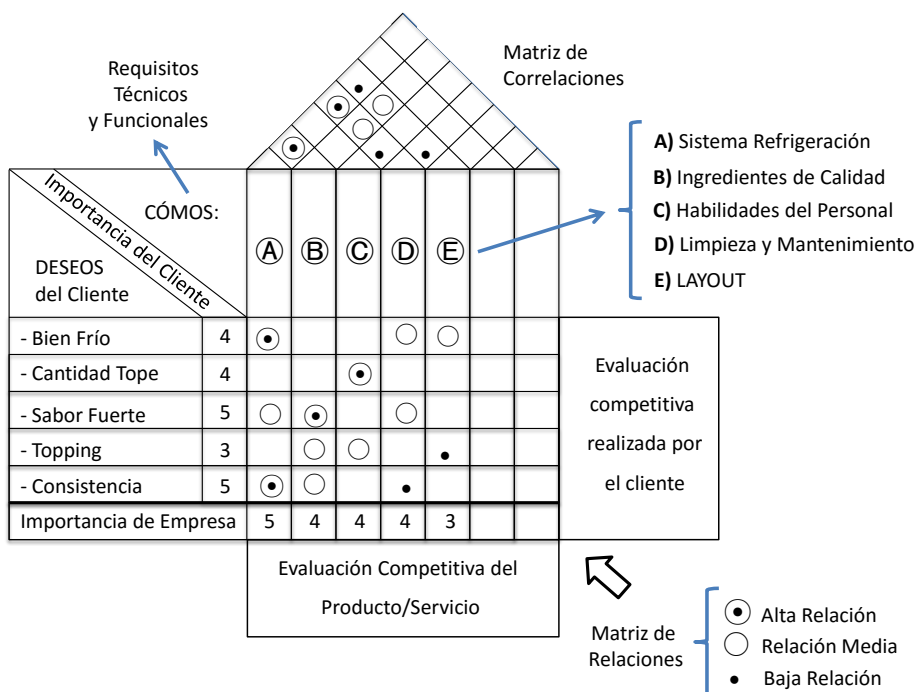 Requisitos
Técnicos
y Funcionales
Matriz de
Correlaciones
A) Sistema Refrigeración
B) Ingredientes de Calidad
C) Habilidades del Personal
D) Limpieza y Mantenimiento
E) LAYOUT
Importancia del Cliente
CÓMOS:
DESEOS
del Cliente
A B C D E
- Bien Frío 4
- Cantidad Tope 4
- Sabor Fuerte 5
- Topping 3
- Consistencia 5
Importancia de Empresa 5 4 4 4 3
Evaluación
competitiva
realizada por
el cliente
Evaluación Competitiva del
Producto/Servicio
Matriz de
Relaciones
Alta Relación
Relación Media
Baja Relación